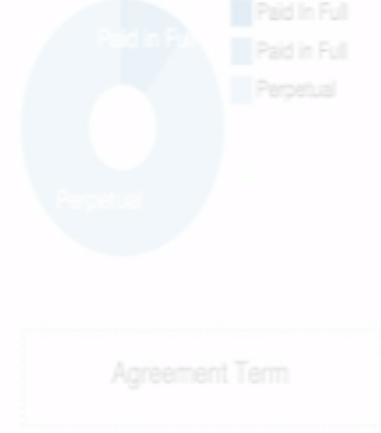 Paid In Full
Paid in Full
Paid in Full
Perpetual
Perpetual
Agreement Term